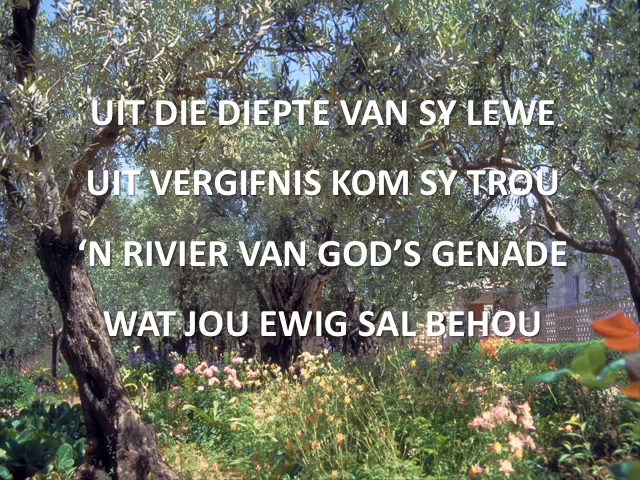 UIT DIE DIEPTE VAN SY LEWE
UIT VERGIFNIS KOM SY TROU
‘N RIVIER VAN GOD’S GENADE
WAT JOU EWIG SAL BEHOU